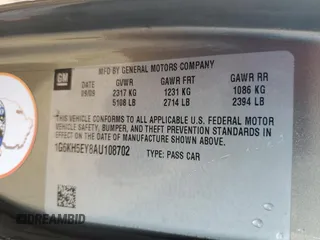 GM
MFD BY GENERAL MOTORS COMPANY
DATE GVWR GAWR FRT GAWR RR
09/09 2317 KG 1231 KG 1086 KG
5108 LB 2714 LB 2394 LB
THIS VEHICLE CONFORMS TO ALL APPLICABLE U.S. FEDERAL MOTOR
VEHICLE SAFETY, BUMPER, AND THEFT PREVENTION STANDARDS IN
EFFECT ON THE DATE OF MANUFACTURE SHOWN ABOVE.
1G6KH5EY8AU108702 TYPE: PASS CAR
DREAMBID